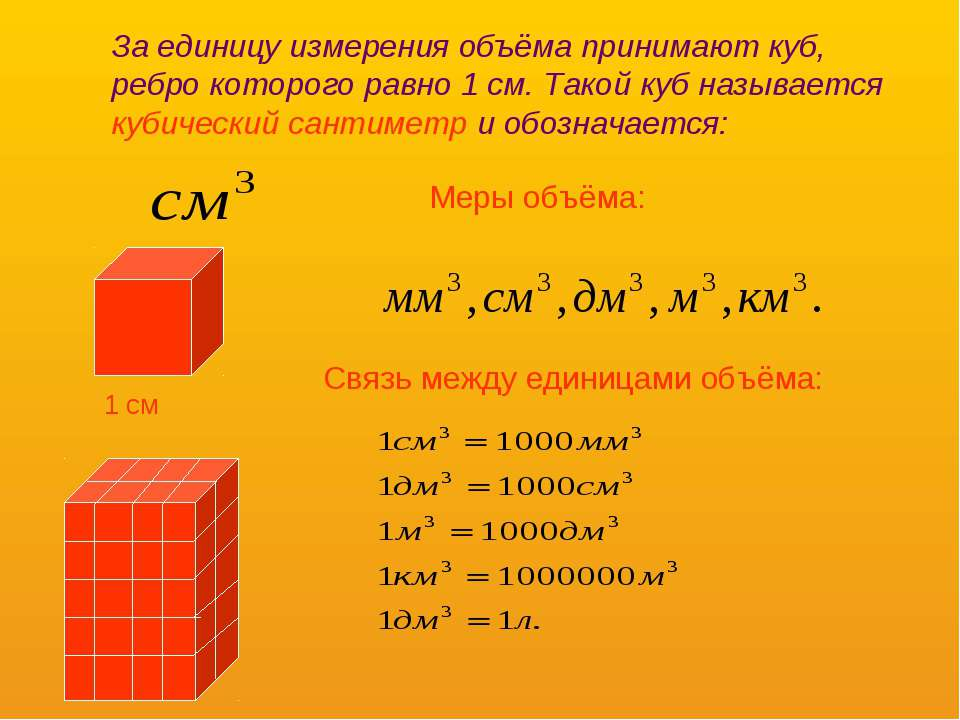 За единицу измерения объёма принимают куб,
ребро которого равно 1 см. Такой куб называется
кубический сантиметр и обозначается:
см³
Меры объёма:
мм³, см³, дм³, м³, км³.
Связь между единицами объёма:
1 см
1см³ = 1000мм³
1дм³ = 1000см³
1м³ = 1000дм³
1км³ = 1000000м³
1дм³ = 1л.